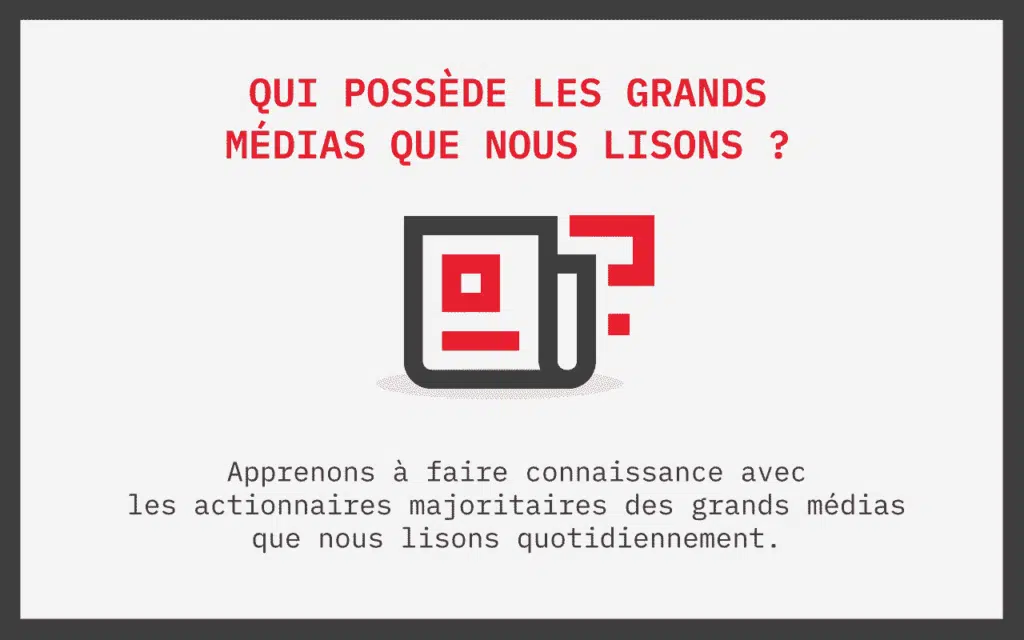 QUI POSSÈDE LES GRANDS
MÉDIAS QUE NOUS LISONS ?
Apprenons à faire connaissance avec
les actionnaires majoritaires des grands médias
que nous lisons quotidiennement.